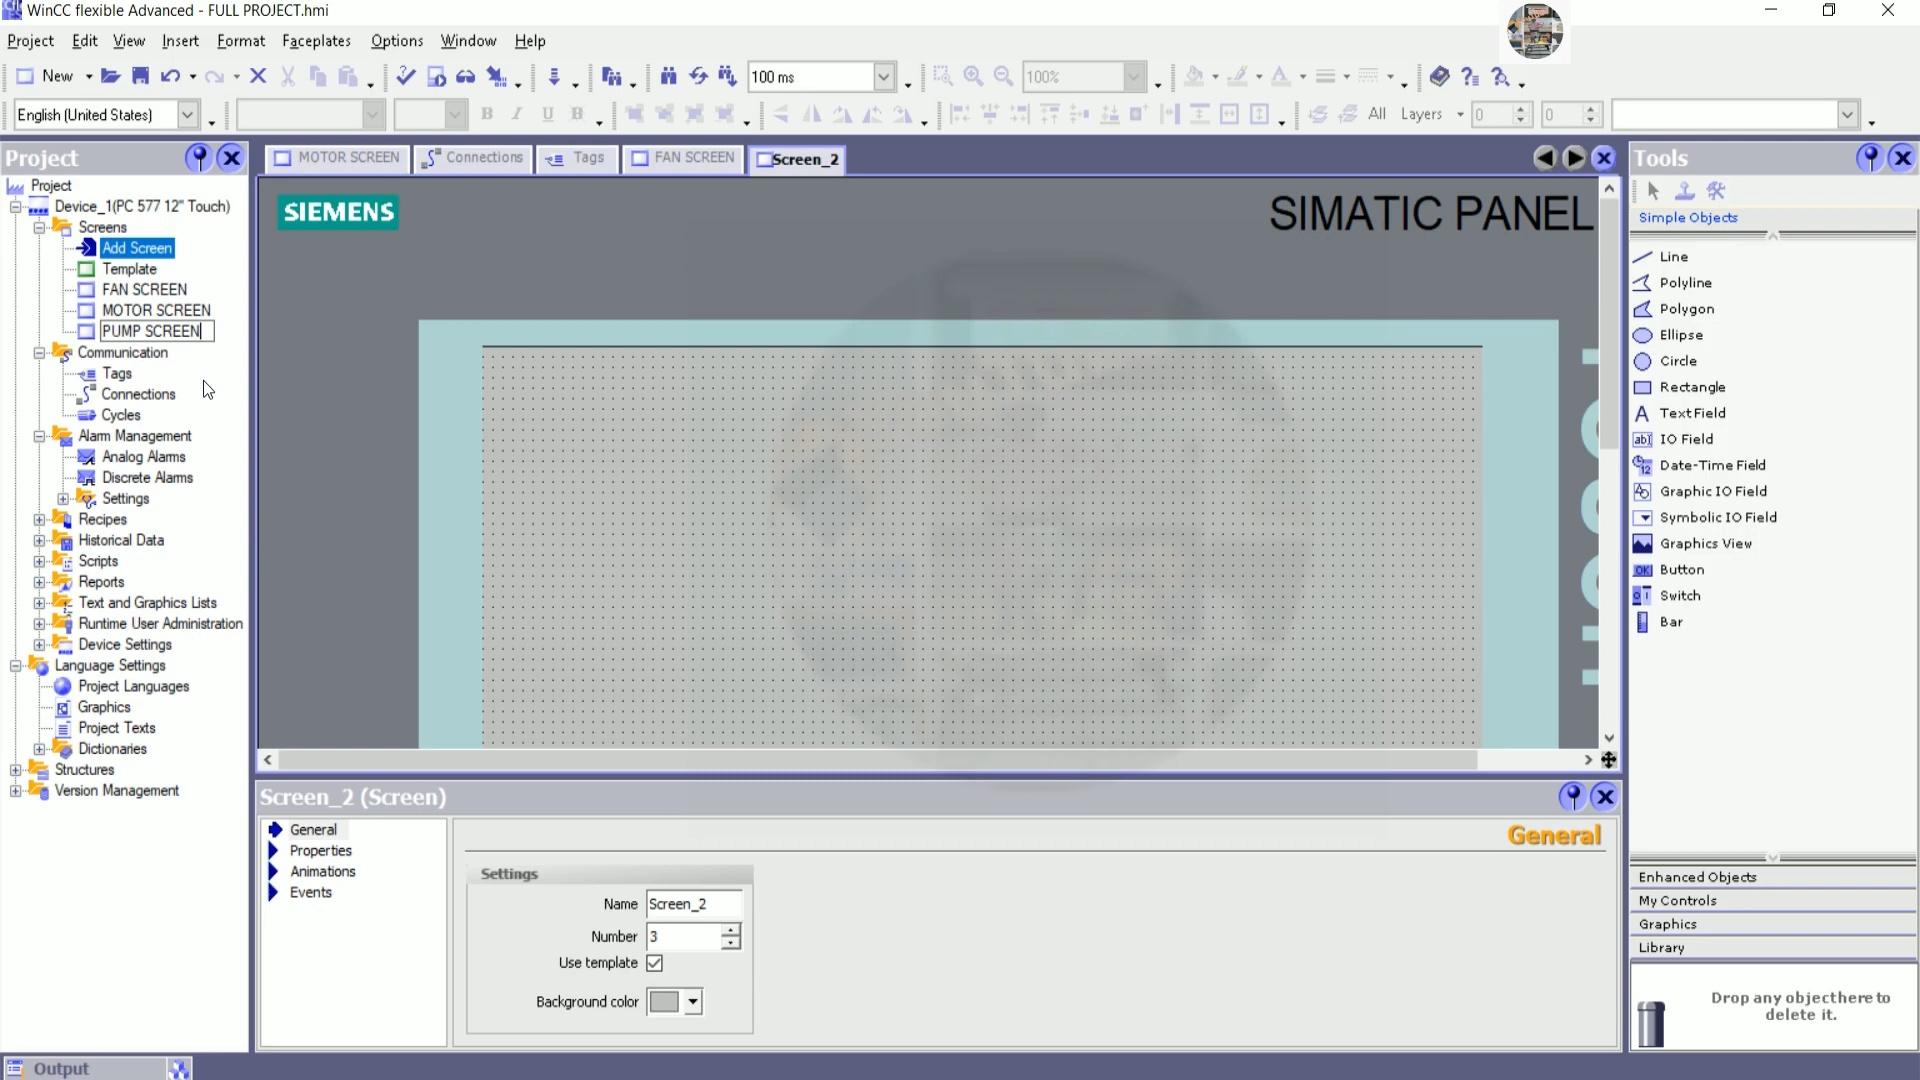 WinCC flexible Advanced - FULL PROJECT.hmi
Project Edit View Insert Format Faceplates Options Window Help
New 100 ms 100%
English (United States) B I U B All Layers 0 0
Project
Project
Device_1(PC 577 12" Touch)
Screens
Add Screen
Template
FAN SCREEN
MOTOR SCREEN
PUMP SCREEN
Communication
Tags
Connections
Cycles
Alarm Management
Analog Alarms
Discrete Alarms
Settings
Recipes
Historical Data
Scripts
Reports
Text and Graphics Lists
Runtime User Administration
Device Settings
Language Settings
Project Languages
Graphics
Project Texts
Dictionaries
Structures
Version Management
Output
MOTOR SCREEN Connections Tags FAN SCREEN Screen_2
SIEMENS SIMATIC PANEL
Screen_2 (Screen)
General
Properties
Animations
Events
General
Settings
Name Screen_2
Number 3
Use template
Background color
Tools
Simple Objects
Line
Polyline
Polygon
Ellipse
Circle
Rectangle
Text Field
IO Field
Date-Time Field
Graphic IO Field
Symbolic IO Field
Graphics View
Button
Switch
Bar
Enhanced Objects
My Controls
Graphics
Library
Drop any objecthere to
delete it.